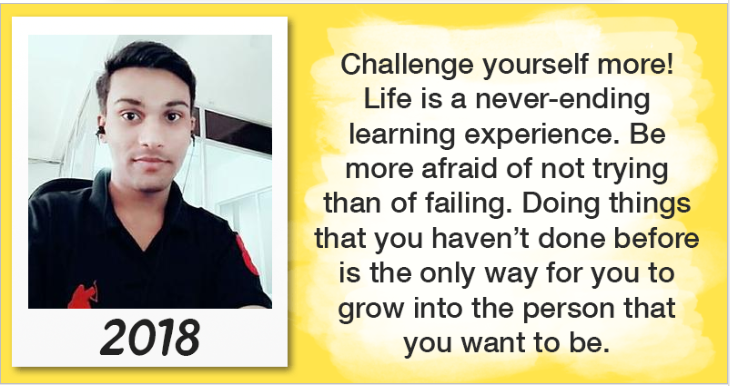 2018
Challenge yourself more!
Life is a never-ending
learning experience. Be
more afraid of not trying
than of failing. Doing things
that you haven’t done before
is the only way for you to
grow into the person that
you want to be.